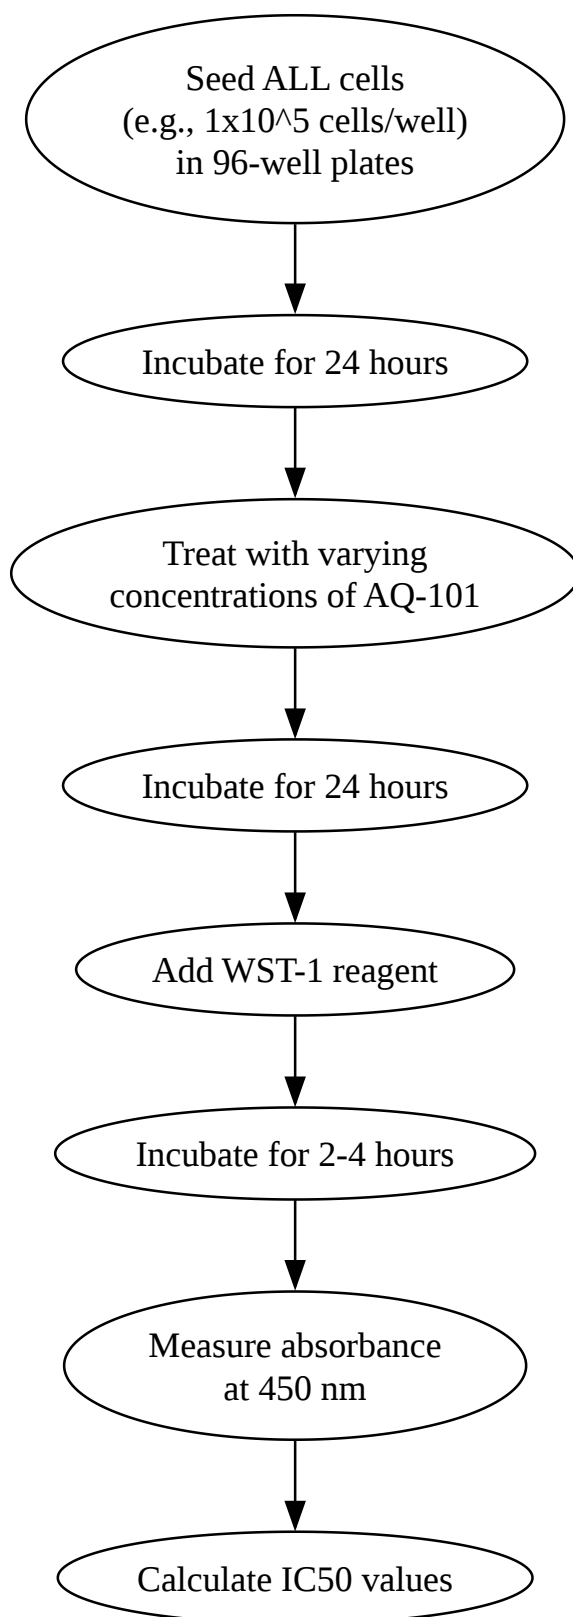 Seed ALL cells
(e.g., 1x10^5 cells/well)
in 96-well plates
Incubate for 24 hours
Treat with varying
concentrations of AQ-101
Incubate for 24 hours
Add WST-1 reagent
Incubate for 2-4 hours
Measure absorbance
at 450 nm
Calculate IC50 values